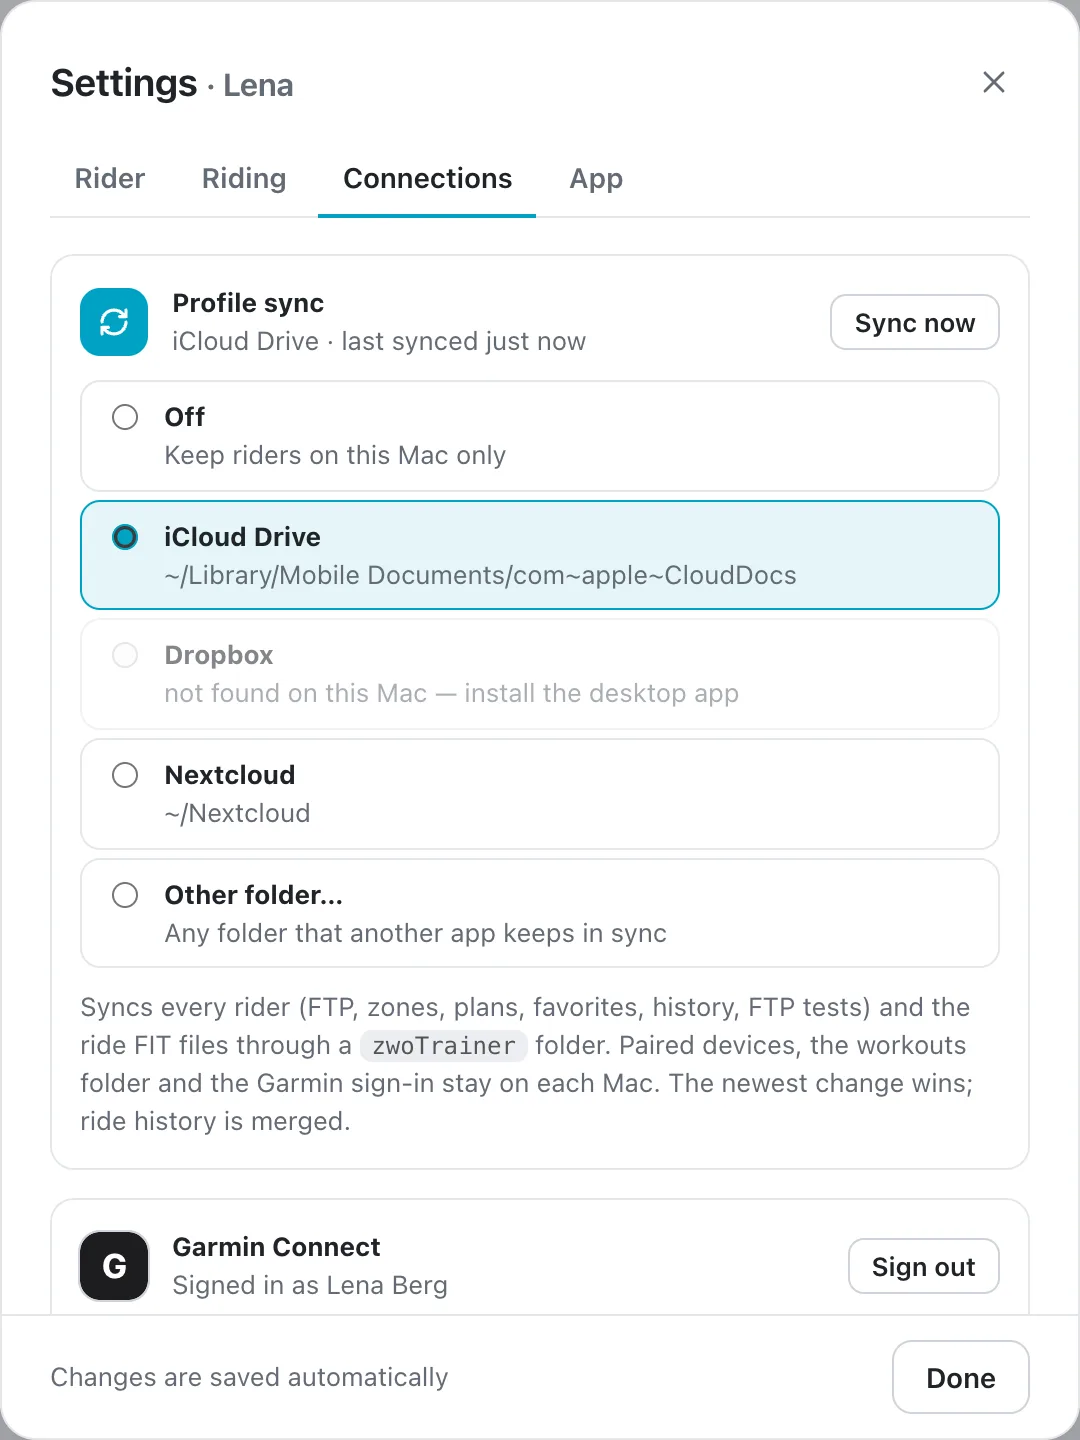 Settings · Lena
Rider
Riding
Connections
App
Profile sync
iCloud Drive · last synced just now
Sync now
Off
Keep riders on this Mac only
iCloud Drive
~/Library/Mobile Documents/com~apple~CloudDocs
Dropbox
not found on this Mac — install the desktop app
Nextcloud
~/Nextcloud
Other folder...
Any folder that another app keeps in sync
Syncs every rider (FTP, zones, plans, favorites, history, FTP tests) and the
ride FIT files through a zwoTrainer folder. Paired devices, the workouts
folder and the Garmin sign-in stay on each Mac. The newest change wins;
ride history is merged.
G
Garmin Connect
Signed in as Lena Berg
Sign out
Changes are saved automatically
Done